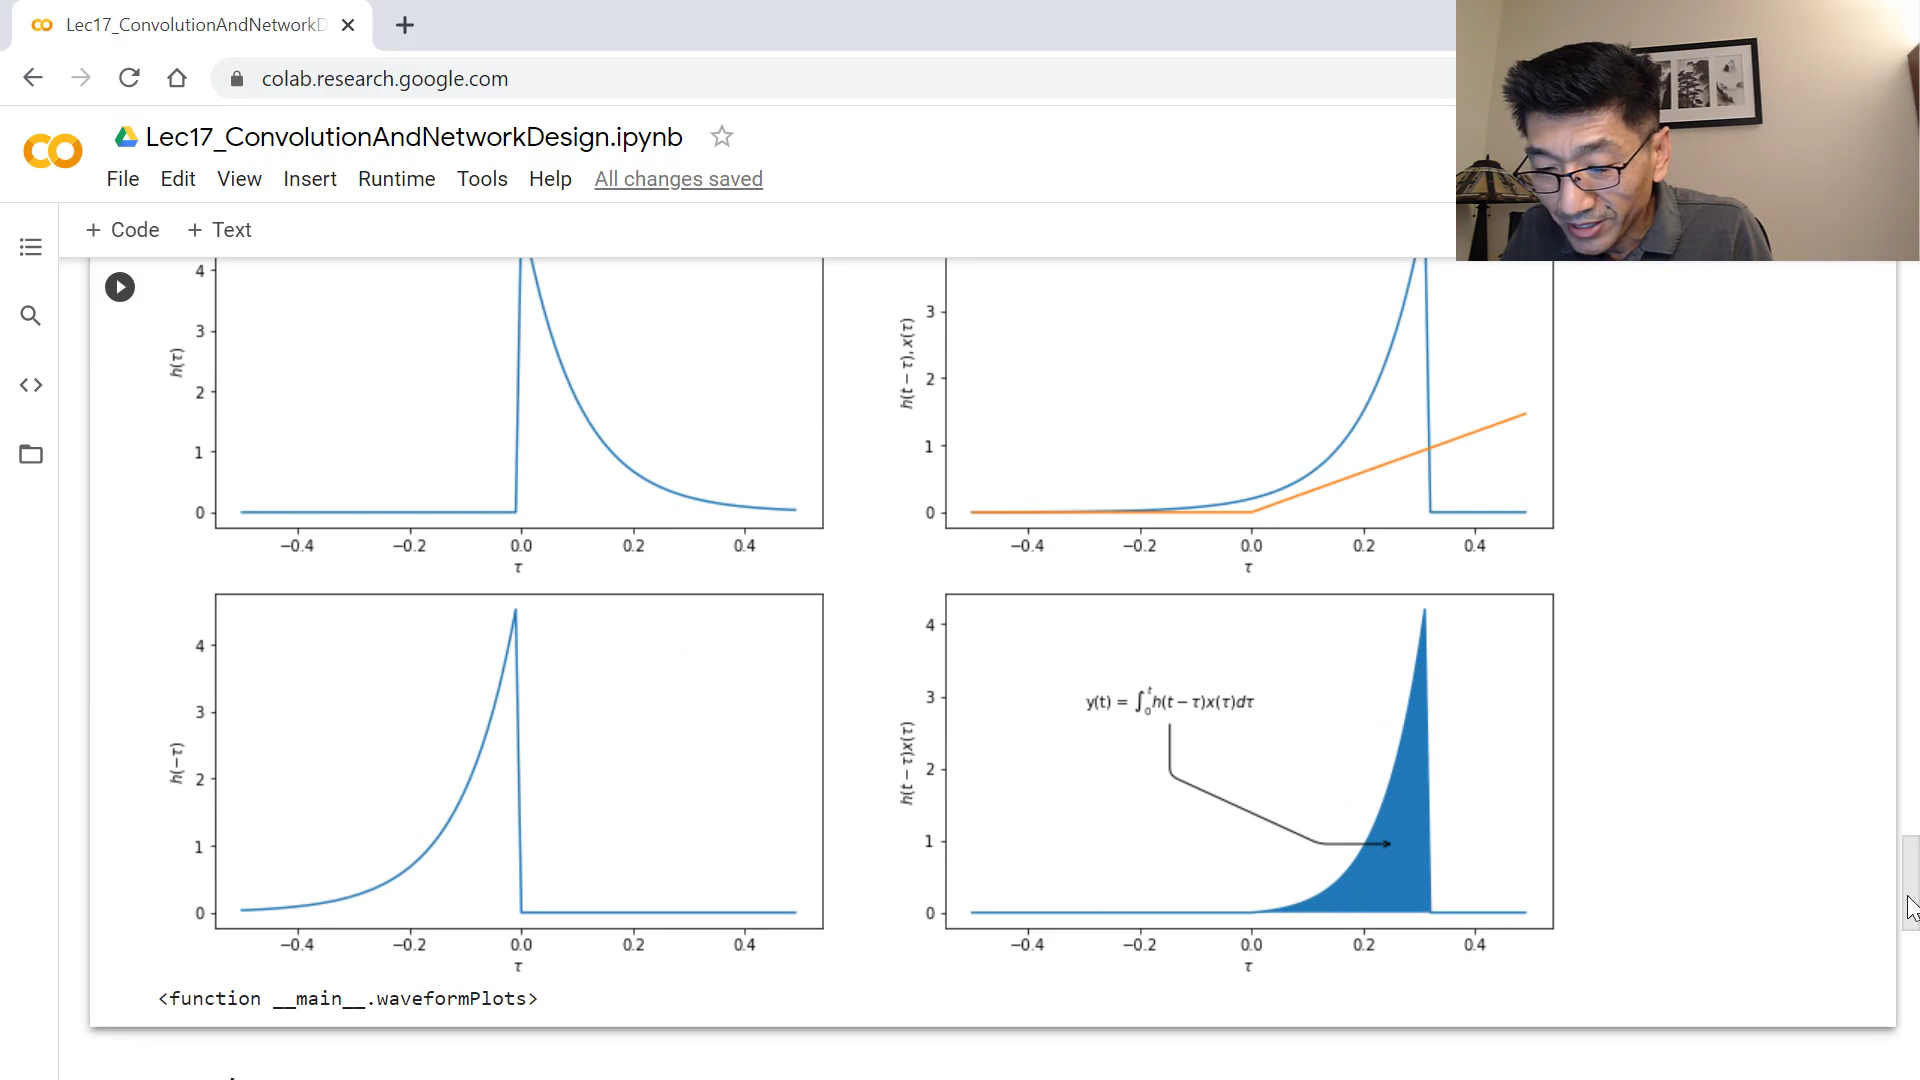 Lec17_ConvolutionAndNetworkD
colab.research.google.com
Lec17_ConvolutionAndNetworkDesign.ipynb
File Edit View Insert Runtime Tools Help All changes saved
+ Code + Text
4
3
2
1
0
h(τ)
−0.4 −0.2 0.0 0.2 0.4
τ
3
2
1
0
h(t − τ), x(τ)
−0.4 −0.2 0.0 0.2 0.4
τ
4
3
2
1
0
h(−τ)
−0.4 −0.2 0.0 0.2 0.4
τ
4
3
2
1
0
h(t − τ)x(τ)
y(t) = ∫₀ᵗ h(t − τ)x(τ)dτ
−0.4 −0.2 0.0 0.2 0.4
τ
<function __main__.waveformPlots>